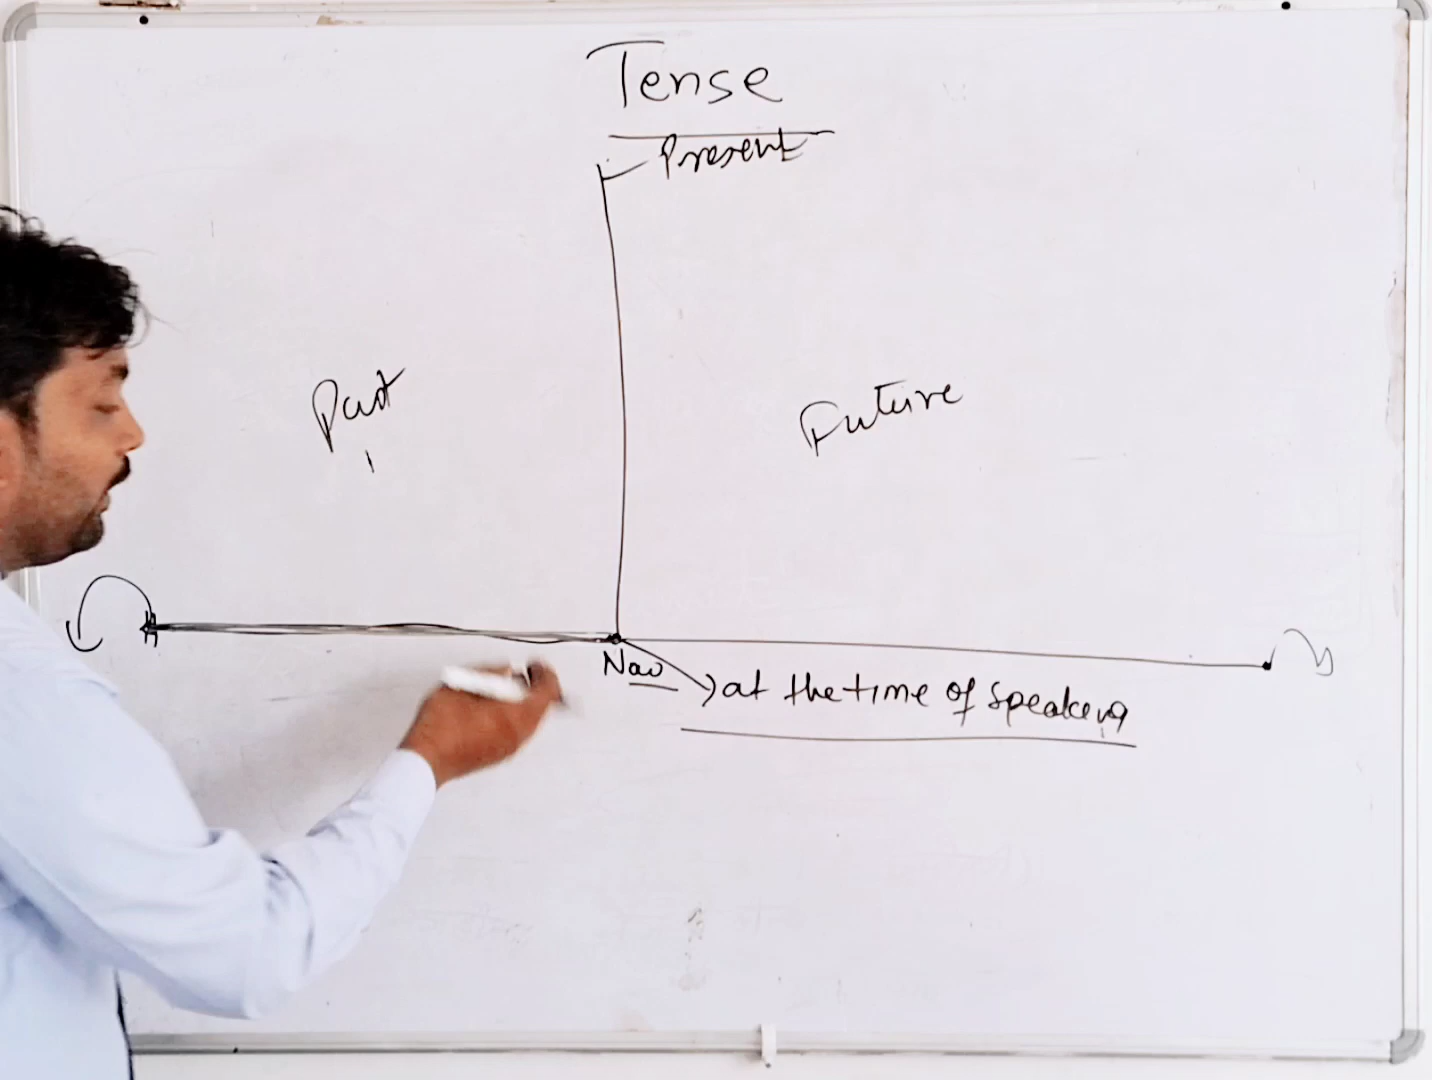 Tense
Present
Past
Future
Now
at the time of speaking